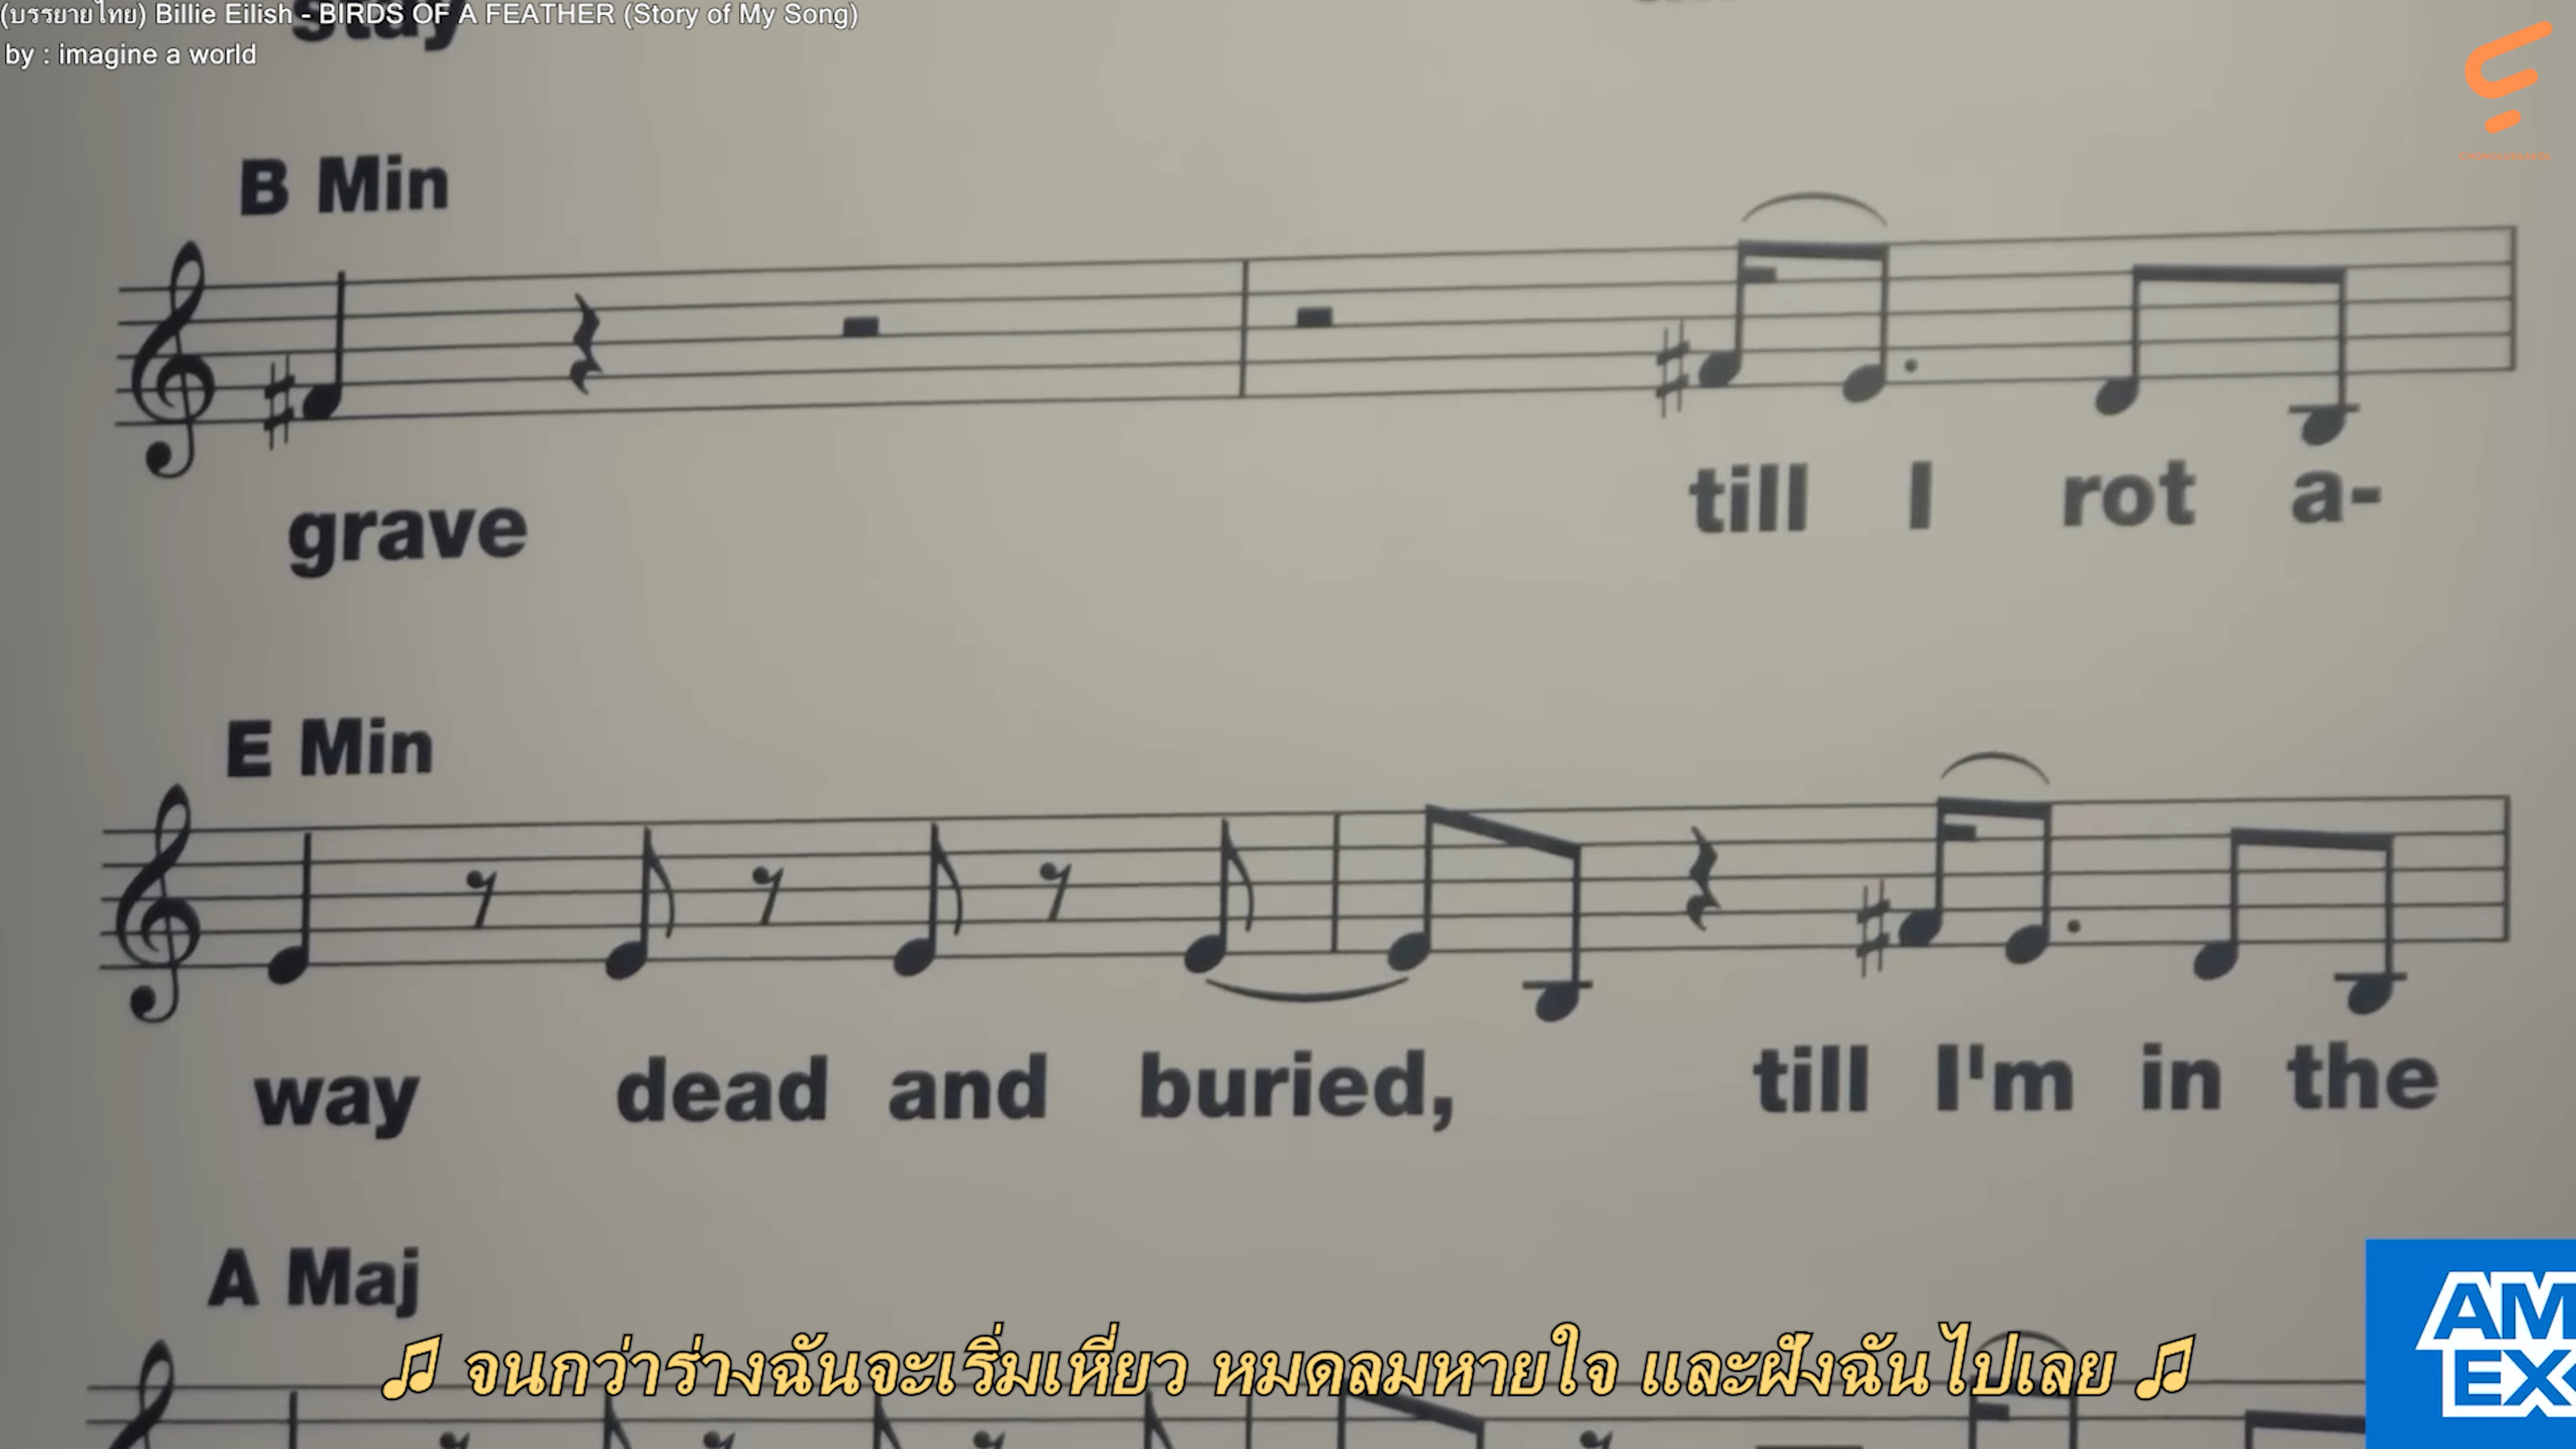 (บรรยายไทย) Billie Eilish - BIRDS OF A FEATHER (Story of My Song)
by : imagine a world
stay
B Min
grave till I rot a-
E Min
way dead and buried, till I'm in the
A Maj
♫ จนกว่าร่างฉันจะเริ่มเหี่ยว หมดลมหายใจ และฝังฉันไปเลย ♫
AM
EX